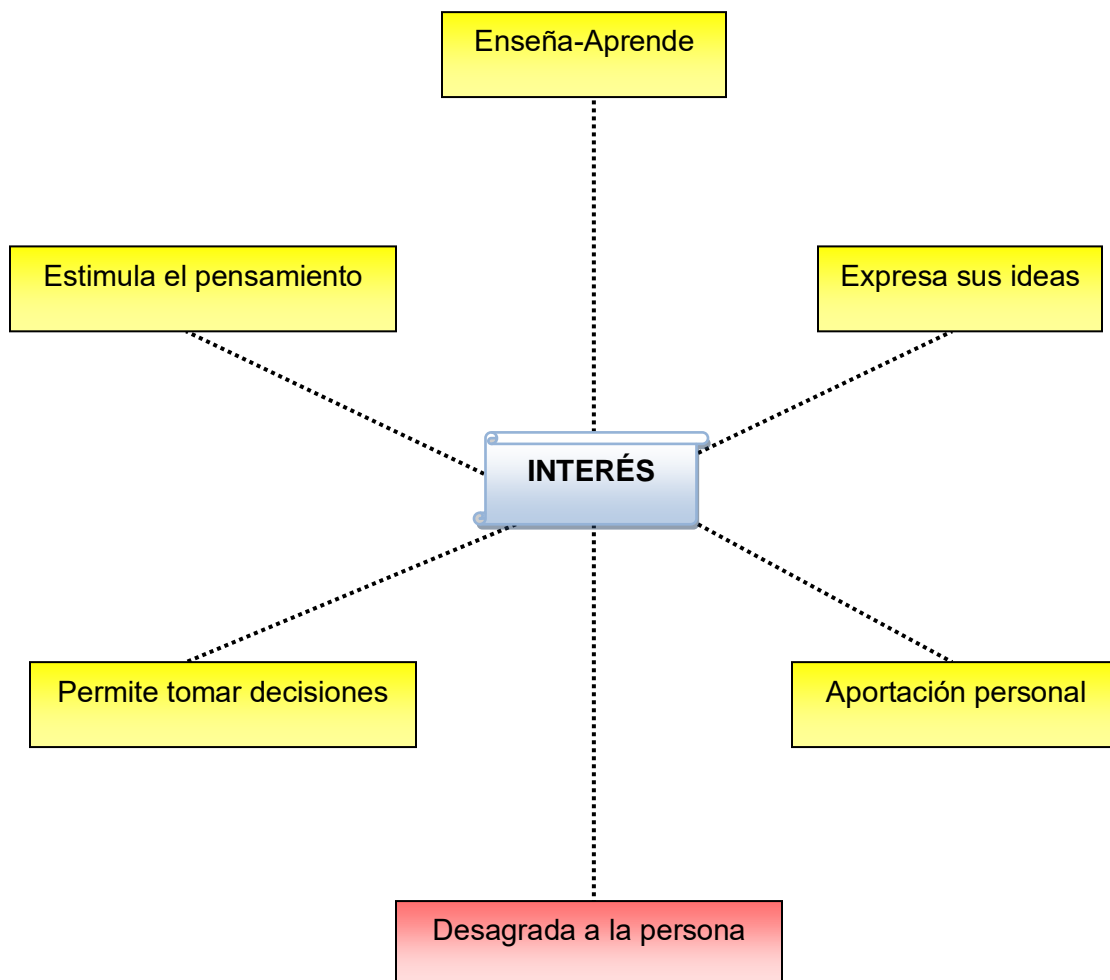 Enseña-Aprende
Estimula el pensamiento
Expresa sus ideas
INTERÉS
Permite tomar decisiones
Aportación personal
Desagrada a la persona